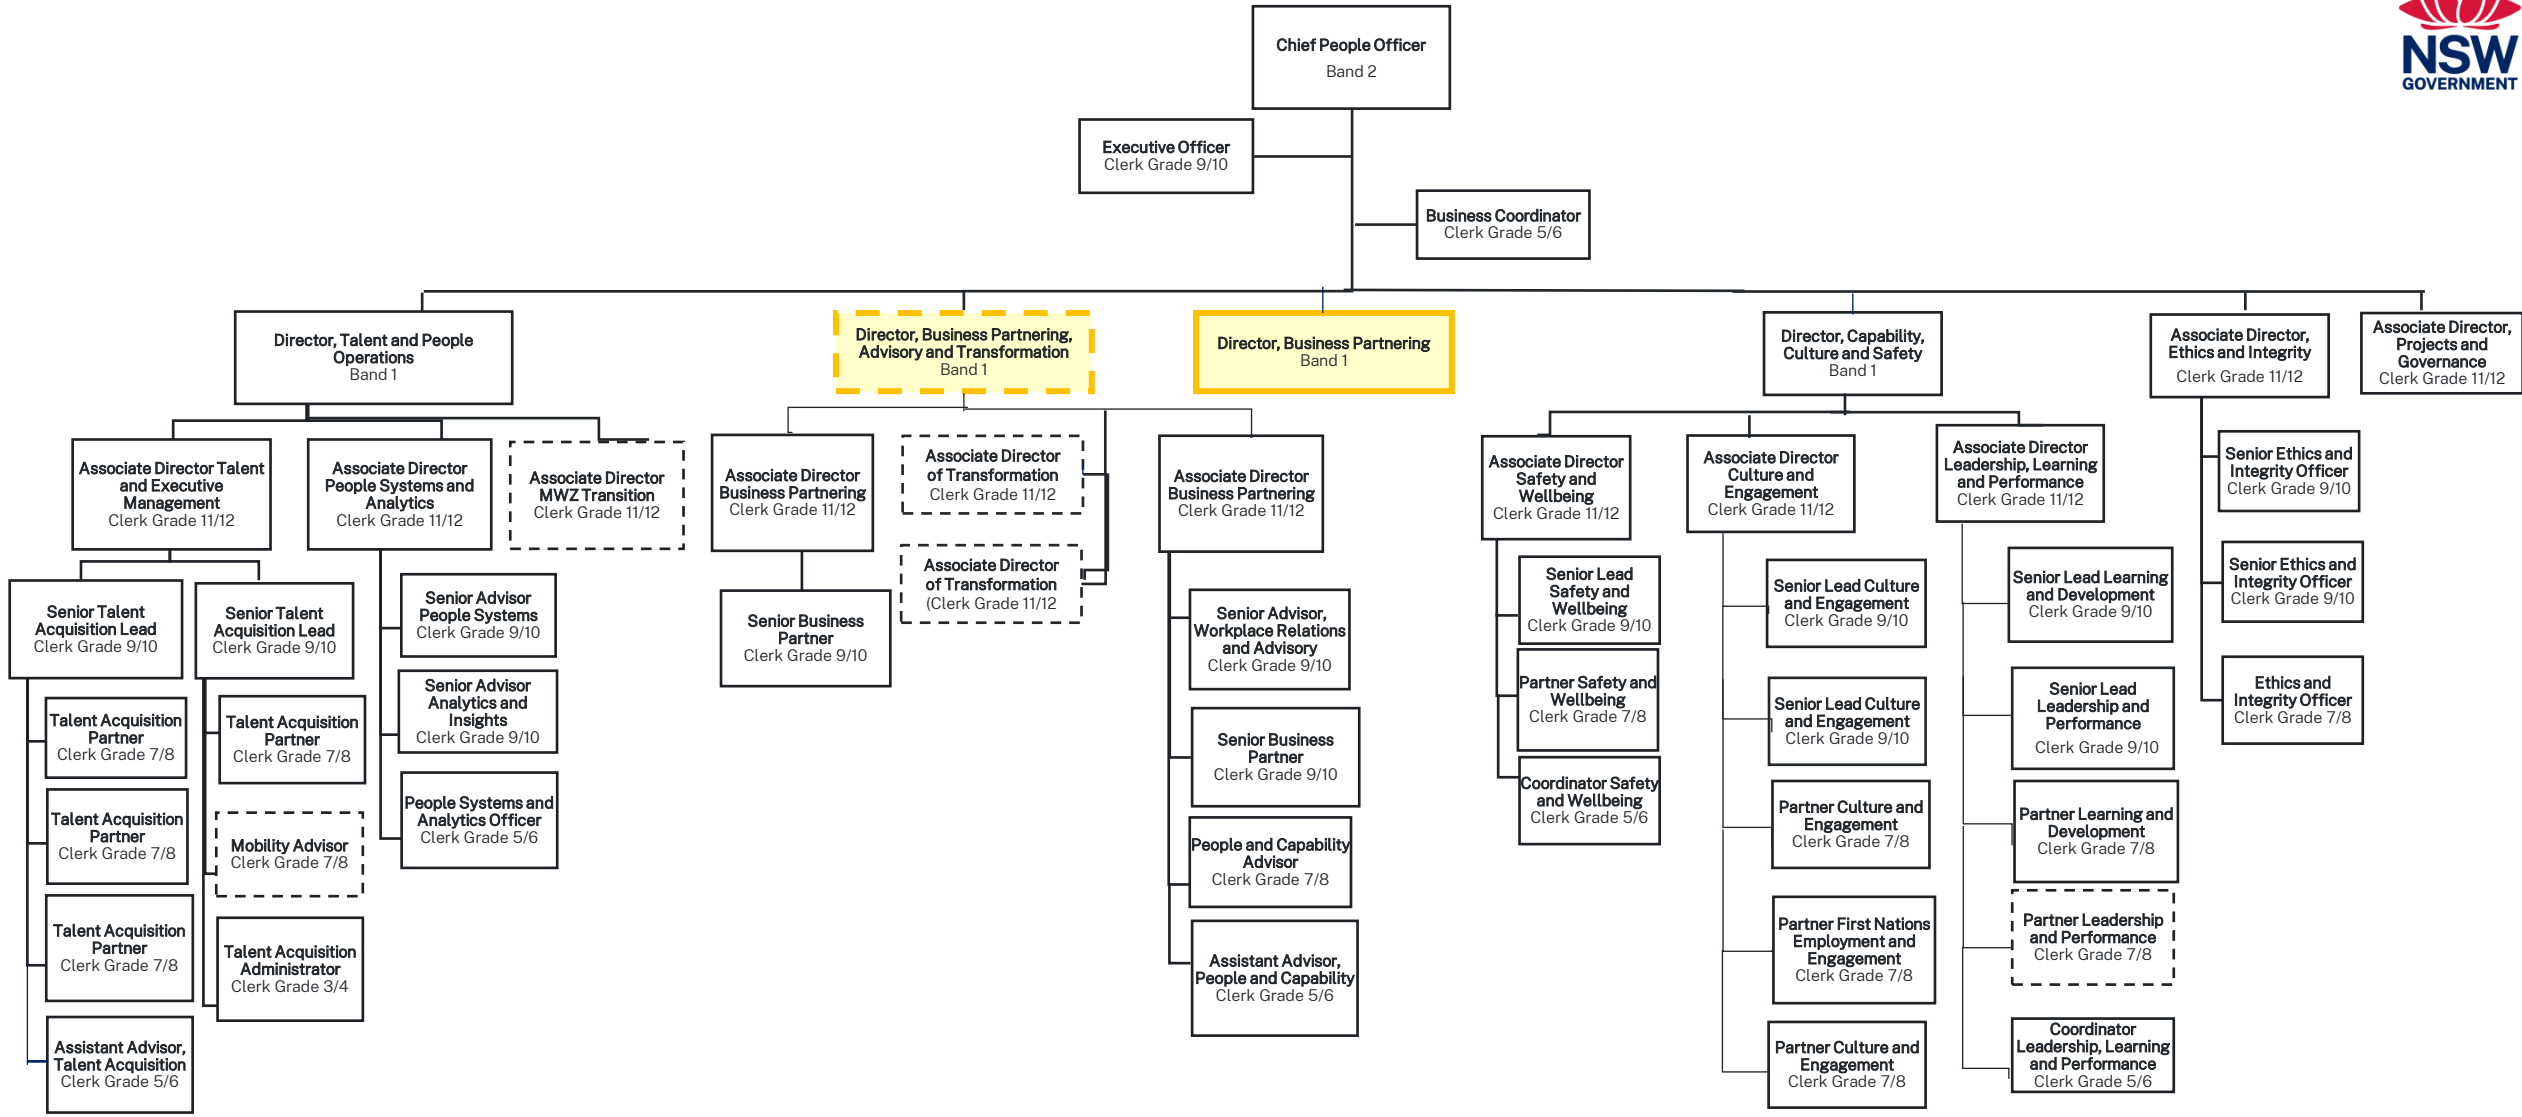 NSW
GOVERNMENT
Chief People Officer
Band 2
Executive Officer
Clerk Grade 9/10
Business Coordinator
Clerk Grade 5/6
Director, Talent and People
Operations
Band 1
Director, Business Partnering,
Advisory and Transformation
Band 1
Director, Business Partnering
Band 1
Director, Capability,
Culture and Safety
Band 1
Associate Director,
Ethics and Integrity
Clerk Grade 11/12
Associate Director,
Projects and
Governance
Clerk Grade 11/12
Associate Director Talent
and Executive
Management
Clerk Grade 11/12
Associate Director
People Systems and
Analytics
Clerk Grade 11/12
Associate Director
MWZ Transition
Clerk Grade 11/12
Associate Director
Business Partnering
Clerk Grade 11/12
Associate Director
of Transformation
Clerk Grade 11/12
Associate Director
of Transformation
(Clerk Grade 11/12
Associate Director
Business Partnering
Clerk Grade 11/12
Associate Director
Safety and
Wellbeing
Clerk Grade 11/12
Associate Director
Culture and
Engagement
Clerk Grade 11/12
Associate Director
Leadership, Learning
and Performance
Clerk Grade 11/12
Senior Ethics and
Integrity Officer
Clerk Grade 9/10
Senior Ethics and
Integrity Officer
Clerk Grade 9/10
Ethics and
Integrity Officer
Clerk Grade 7/8
Senior Talent
Acquisition Lead
Clerk Grade 9/10
Talent Acquisition
Partner
Clerk Grade 7/8
Talent Acquisition
Partner
Clerk Grade 7/8
Talent Acquisition
Partner
Clerk Grade 7/8
Assistant Advisor,
Talent Acquisition
Clerk Grade 5/6
Senior Talent
Acquisition Lead
Clerk Grade 9/10
Talent Acquisition
Partner
Clerk Grade 7/8
Mobility Advisor
Clerk Grade 7/8
Talent Acquisition
Administrator
Clerk Grade 3/4
Senior Advisor
People Systems
Clerk Grade 9/10
Senior Advisor
Analytics and
Insights
Clerk Grade 9/10
People Systems and
Analytics Officer
Clerk Grade 5/6
Senior Business
Partner
Clerk Grade 9/10
Senior Advisor,
Workplace Relations
and Advisory
Clerk Grade 9/10
Senior Business
Partner
Clerk Grade 9/10
People and Capability
Advisor
Clerk Grade 7/8
Assistant Advisor,
People and Capability
Clerk Grade 5/6
Senior Lead
Safety and
Wellbeing
Clerk Grade 9/10
Partner Safety and
Wellbeing
Clerk Grade 7/8
Coordinator Safety
and Wellbeing
Clerk Grade 5/6
Senior Lead Culture
and Engagement
Clerk Grade 9/10
Senior Lead Culture
and Engagement
Clerk Grade 9/10
Partner Culture and
Engagement
Clerk Grade 7/8
Partner First Nations
Employment and
Engagement
Clerk Grade 7/8
Partner Culture and
Engagement
Clerk Grade 7/8
Senior Lead Learning
and Development
Clerk Grade 9/10
Senior Lead
Leadership and
Performance
Clerk Grade 9/10
Partner Learning and
Development
Clerk Grade 7/8
Partner Leadership
and Performance
Clerk Grade 7/8
Coordinator
Leadership, Learning
and Performance
Clerk Grade 5/6